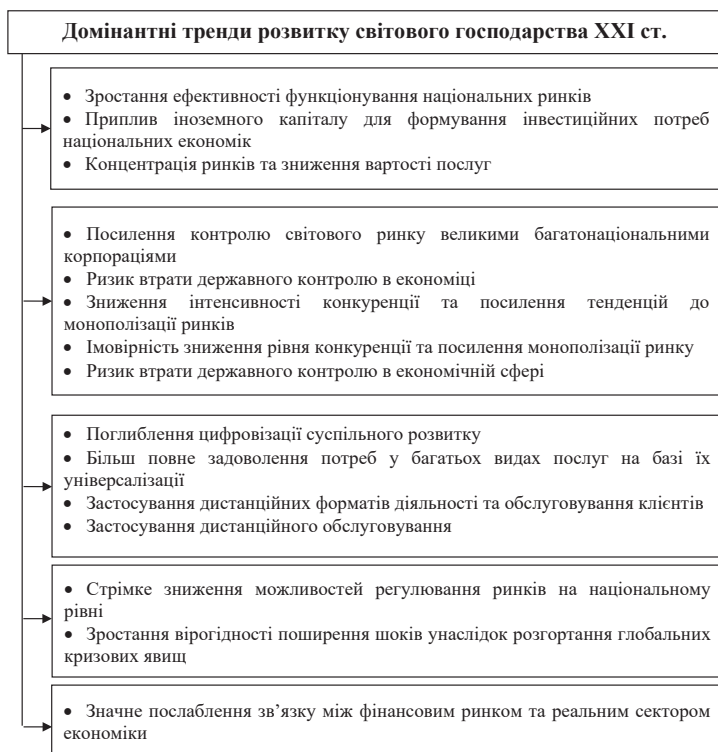 Домінантні тренди розвитку світового господарства ХХІ ст.
• Зростання ефективності функціонування національних ринків
• Приплив іноземного капіталу для формування інвестиційних потреб
національних економік
• Концентрація ринків та зниження вартості послуг
• Посилення контролю світового ринку великими багатонаціональними
корпораціями
• Ризик втрати державного контролю в економіці
• Зниження інтенсивності конкуренції та посилення тенденцій до
монополізації ринків
• Імовірність зниження рівня конкуренції та посилення монополізації ринку
• Ризик втрати державного контролю в економічній сфері
• Поглиблення цифровізації суспільного розвитку
• Більш повне задоволення потреб у багатьох видах послуг на базі їх
універсалізації
• Застосування дистанційних форматів діяльності та обслуговування клієнтів
• Застосування дистанційного обслуговування
• Стрімке зниження можливостей регулювання ринків на національному
рівні
• Зростання вірогідності поширення шоків унаслідок розгортання глобальних
кризових явищ
• Значне послаблення зв’язку між фінансовим ринком та реальним сектором
економіки